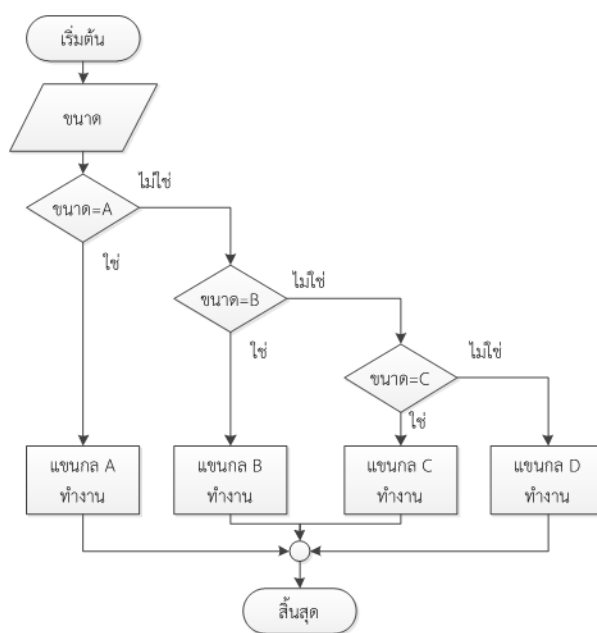 เริ่มต้น
ขนาด
ไม่ใช่
ขนาด=A
ใช่
ไม่ใช่
ขนาด=B
ใช่
ไม่ใช่
ขนาด=C
ใช่
แขนกล A
ทำงาน
แขนกล B
ทำงาน
แขนกล C
ทำงาน
แขนกล D
ทำงาน
สิ้นสุด